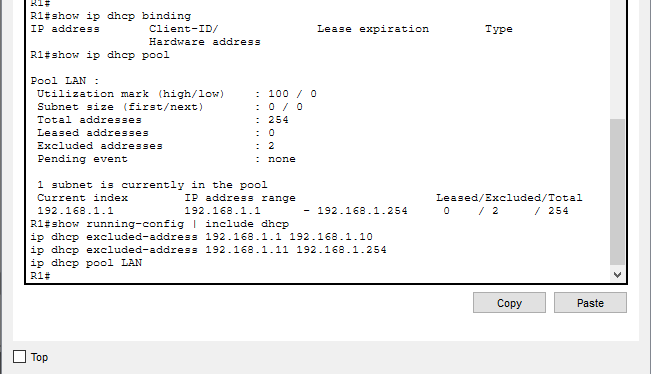 R1#
R1#show ip dhcp binding
IP address       Client-ID/              Lease expiration        Type
                 Hardware address
R1#show ip dhcp pool

Pool LAN :
 Utilization mark (high/low)    : 100 / 0
 Subnet size (first/next)       : 0 / 0
 Total addresses                : 254
 Leased addresses               : 0
 Excluded addresses             : 2
 Pending event                  : none

 1 subnet is currently in the pool
 Current index        IP address range                    Leased/Excluded/Total
 192.168.1.1          192.168.1.1      - 192.168.1.254     0    / 2     / 254
R1#show running-config | include dhcp
ip dhcp excluded-address 192.168.1.1 192.168.1.10
ip dhcp excluded-address 192.168.1.11 192.168.1.254
ip dhcp pool LAN
R1#
Copy Paste
Top